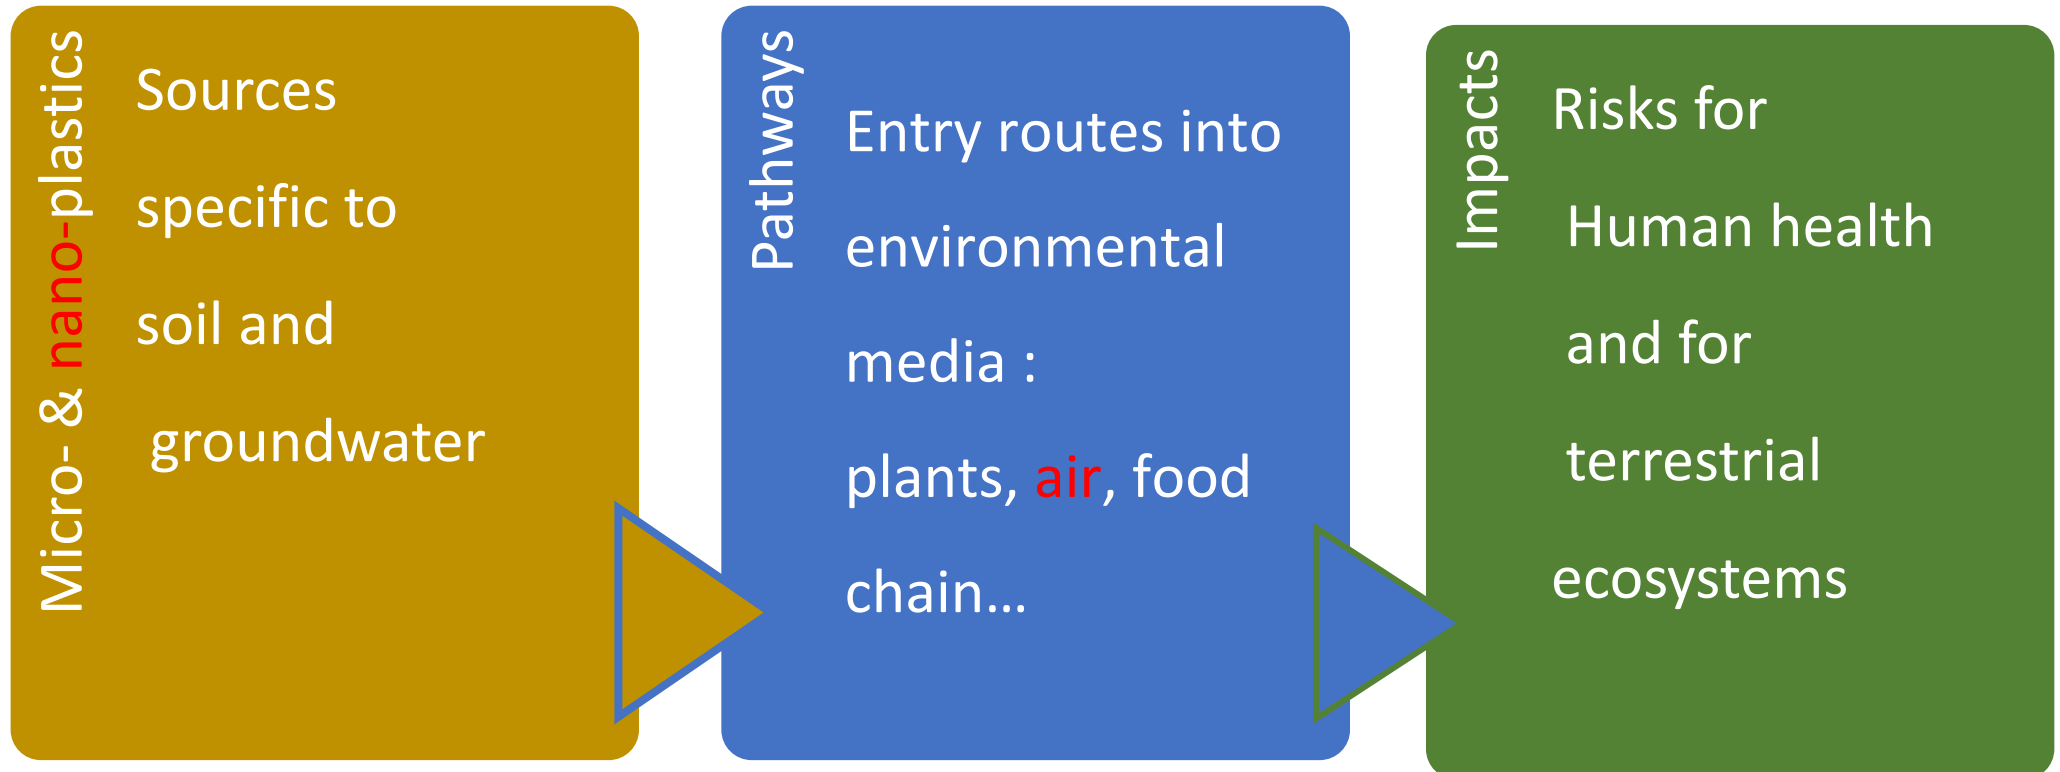 Micro- & nano-plastics
Sources
specific to
soil and
groundwater
Pathways
Entry routes into
environmental
media :
plants, air, food
chain…
Impacts
Risks for
Human health
and for
terrestrial
ecosystems